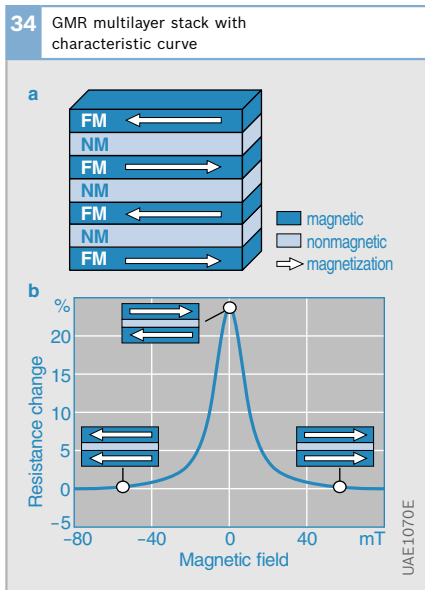 34 GMR multilayer stack with
characteristic curve
a
FM
NM
FM
NM
FM
NM
FM
magnetic
nonmagnetic
magnetization
b
%
20
15
10
5
0
−5
Resistance change
−80 −40 0 40 mT
Magnetic field
UAE1070E